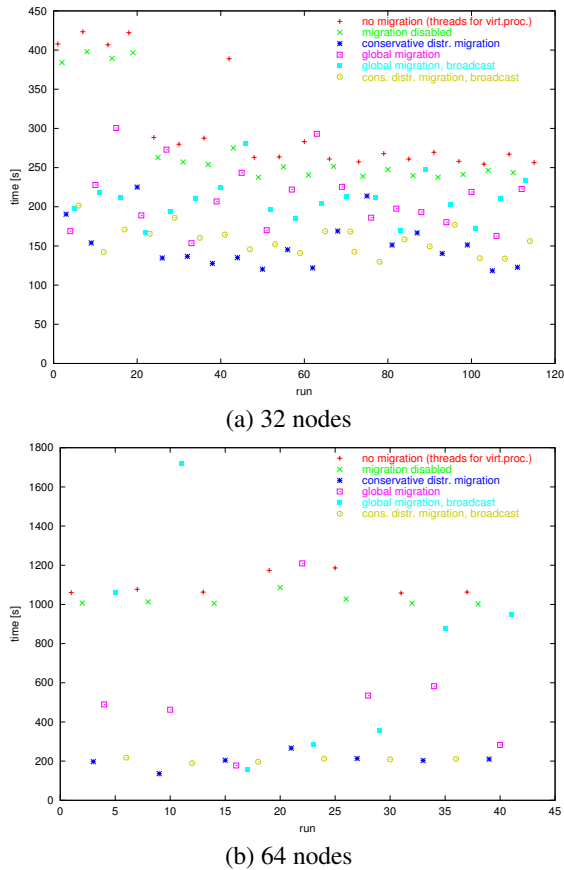 450
400
350
300
250
200
150
100
50
0
time [s]
no migration (threads for virt.proc.)
migration disabled
conservative distr. migration
global migration
global migration, broadcast
cons. distr. migration, broadcast
0 20 40 60 80 100 120
run
(a) 32 nodes
1800
1600
1400
1200
1000
800
600
400
200
0
time [s]
no migration (threads for virt.proc.)
migration disabled
conservative distr. migration
global migration
global migration, broadcast
cons. distr. migration, broadcast
0 5 10 15 20 25 30 35 40 45
run
(b) 64 nodes